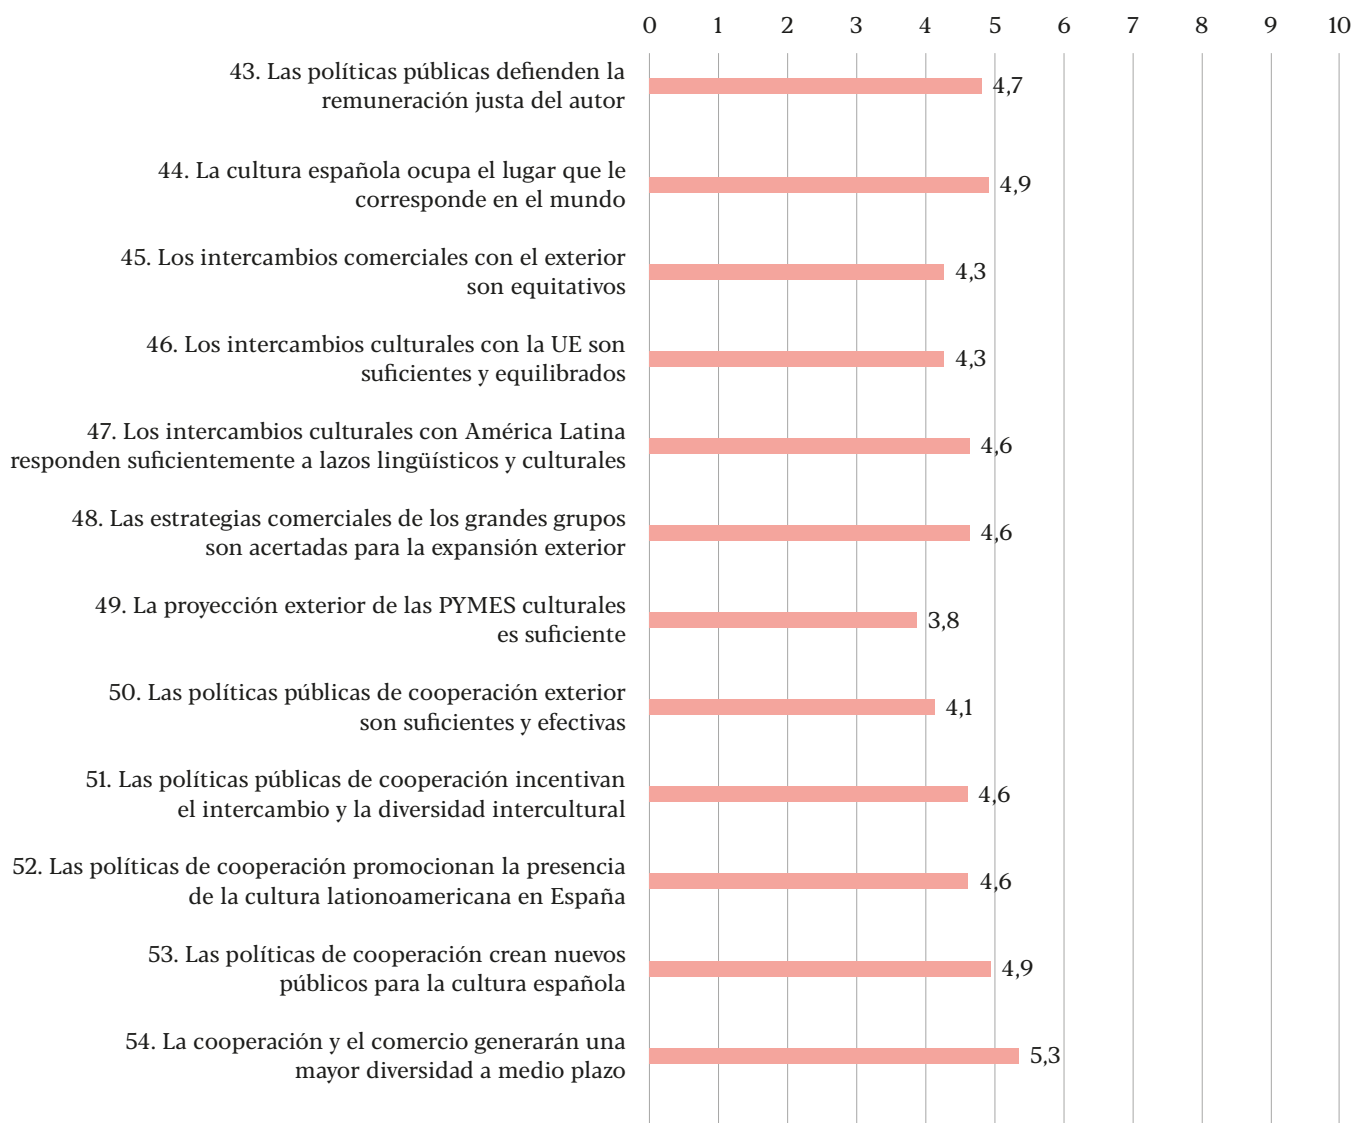 0 1 2 3 4 5 6 7 8 9 10
43. Las políticas públicas defienden la
remuneración justa del autor
4,7
44. La cultura española ocupa el lugar que le
corresponde en el mundo
4,9
45. Los intercambios comerciales con el exterior
son equitativos
4,3
46. Los intercambios culturales con la UE son
suficientes y equilibrados
4,3
47. Los intercambios culturales con América Latina
responden suficientemente a lazos lingüísticos y culturales
4,6
48. Las estrategias comerciales de los grandes grupos
son acertadas para la expansión exterior
4,6
49. La proyección exterior de las PYMES culturales
es suficiente
3,8
50. Las políticas públicas de cooperación exterior
son suficientes y efectivas
4,1
51. Las políticas públicas de cooperación incentivan
el intercambio y la diversidad intercultural
4,6
52. Las políticas de cooperación promocionan la presencia
de la cultura lationoamericana en España
4,6
53. Las políticas de cooperación crean nuevos
públicos para la cultura española
4,9
54. La cooperación y el comercio generarán una
mayor diversidad a medio plazo
5,3